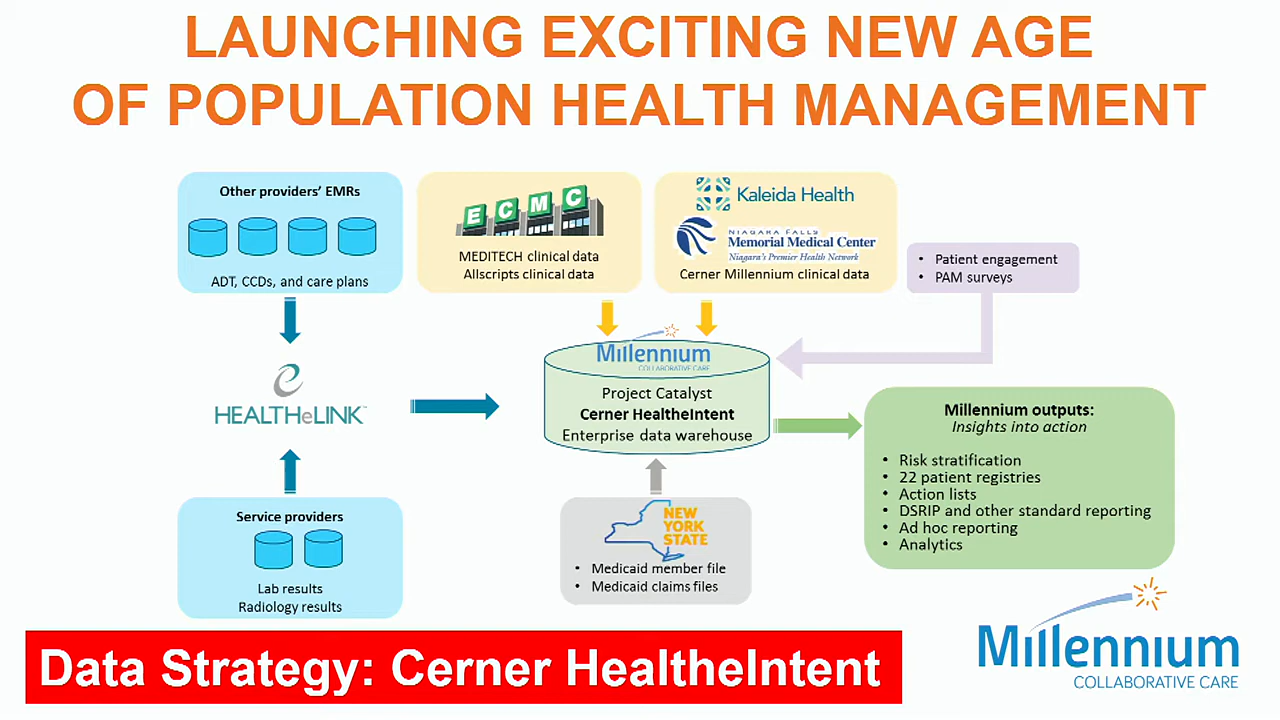 LAUNCHING EXCITING NEW AGE
OF POPULATION HEALTH MANAGEMENT
Other providers' EMRs
ADT, CCDs, and care plans
ECMC
MEDITECH clinical data
Allscripts clinical data
Kaleida Health
NIAGARA FALLS
Memorial Medical Center
Niagara's Premier Health Network
Cerner Millennium clinical data
• Patient engagement
• PAM surveys
HEALTHeLINK™
Millennium
COLLABORATIVE CARE
Project Catalyst
Cerner HealtheIntent
Enterprise data warehouse
Millennium outputs:
Insights into action
• Risk stratification
• 22 patient registries
• Action lists
• DSRIP and other standard reporting
• Ad hoc reporting
• Analytics
Service providers
Lab results
Radiology results
NEW
YORK
STATE
• Medicaid member file
• Medicaid claims files
Data Strategy: Cerner HealtheIntent
Millennium
COLLABORATIVE CARE